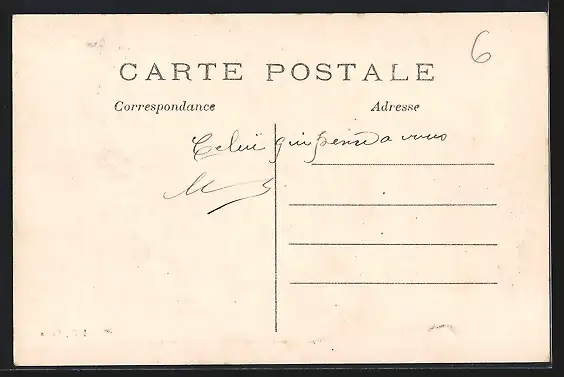 6
CARTE POSTALE
Correspondance
Adresse
Celui qui pense a vous